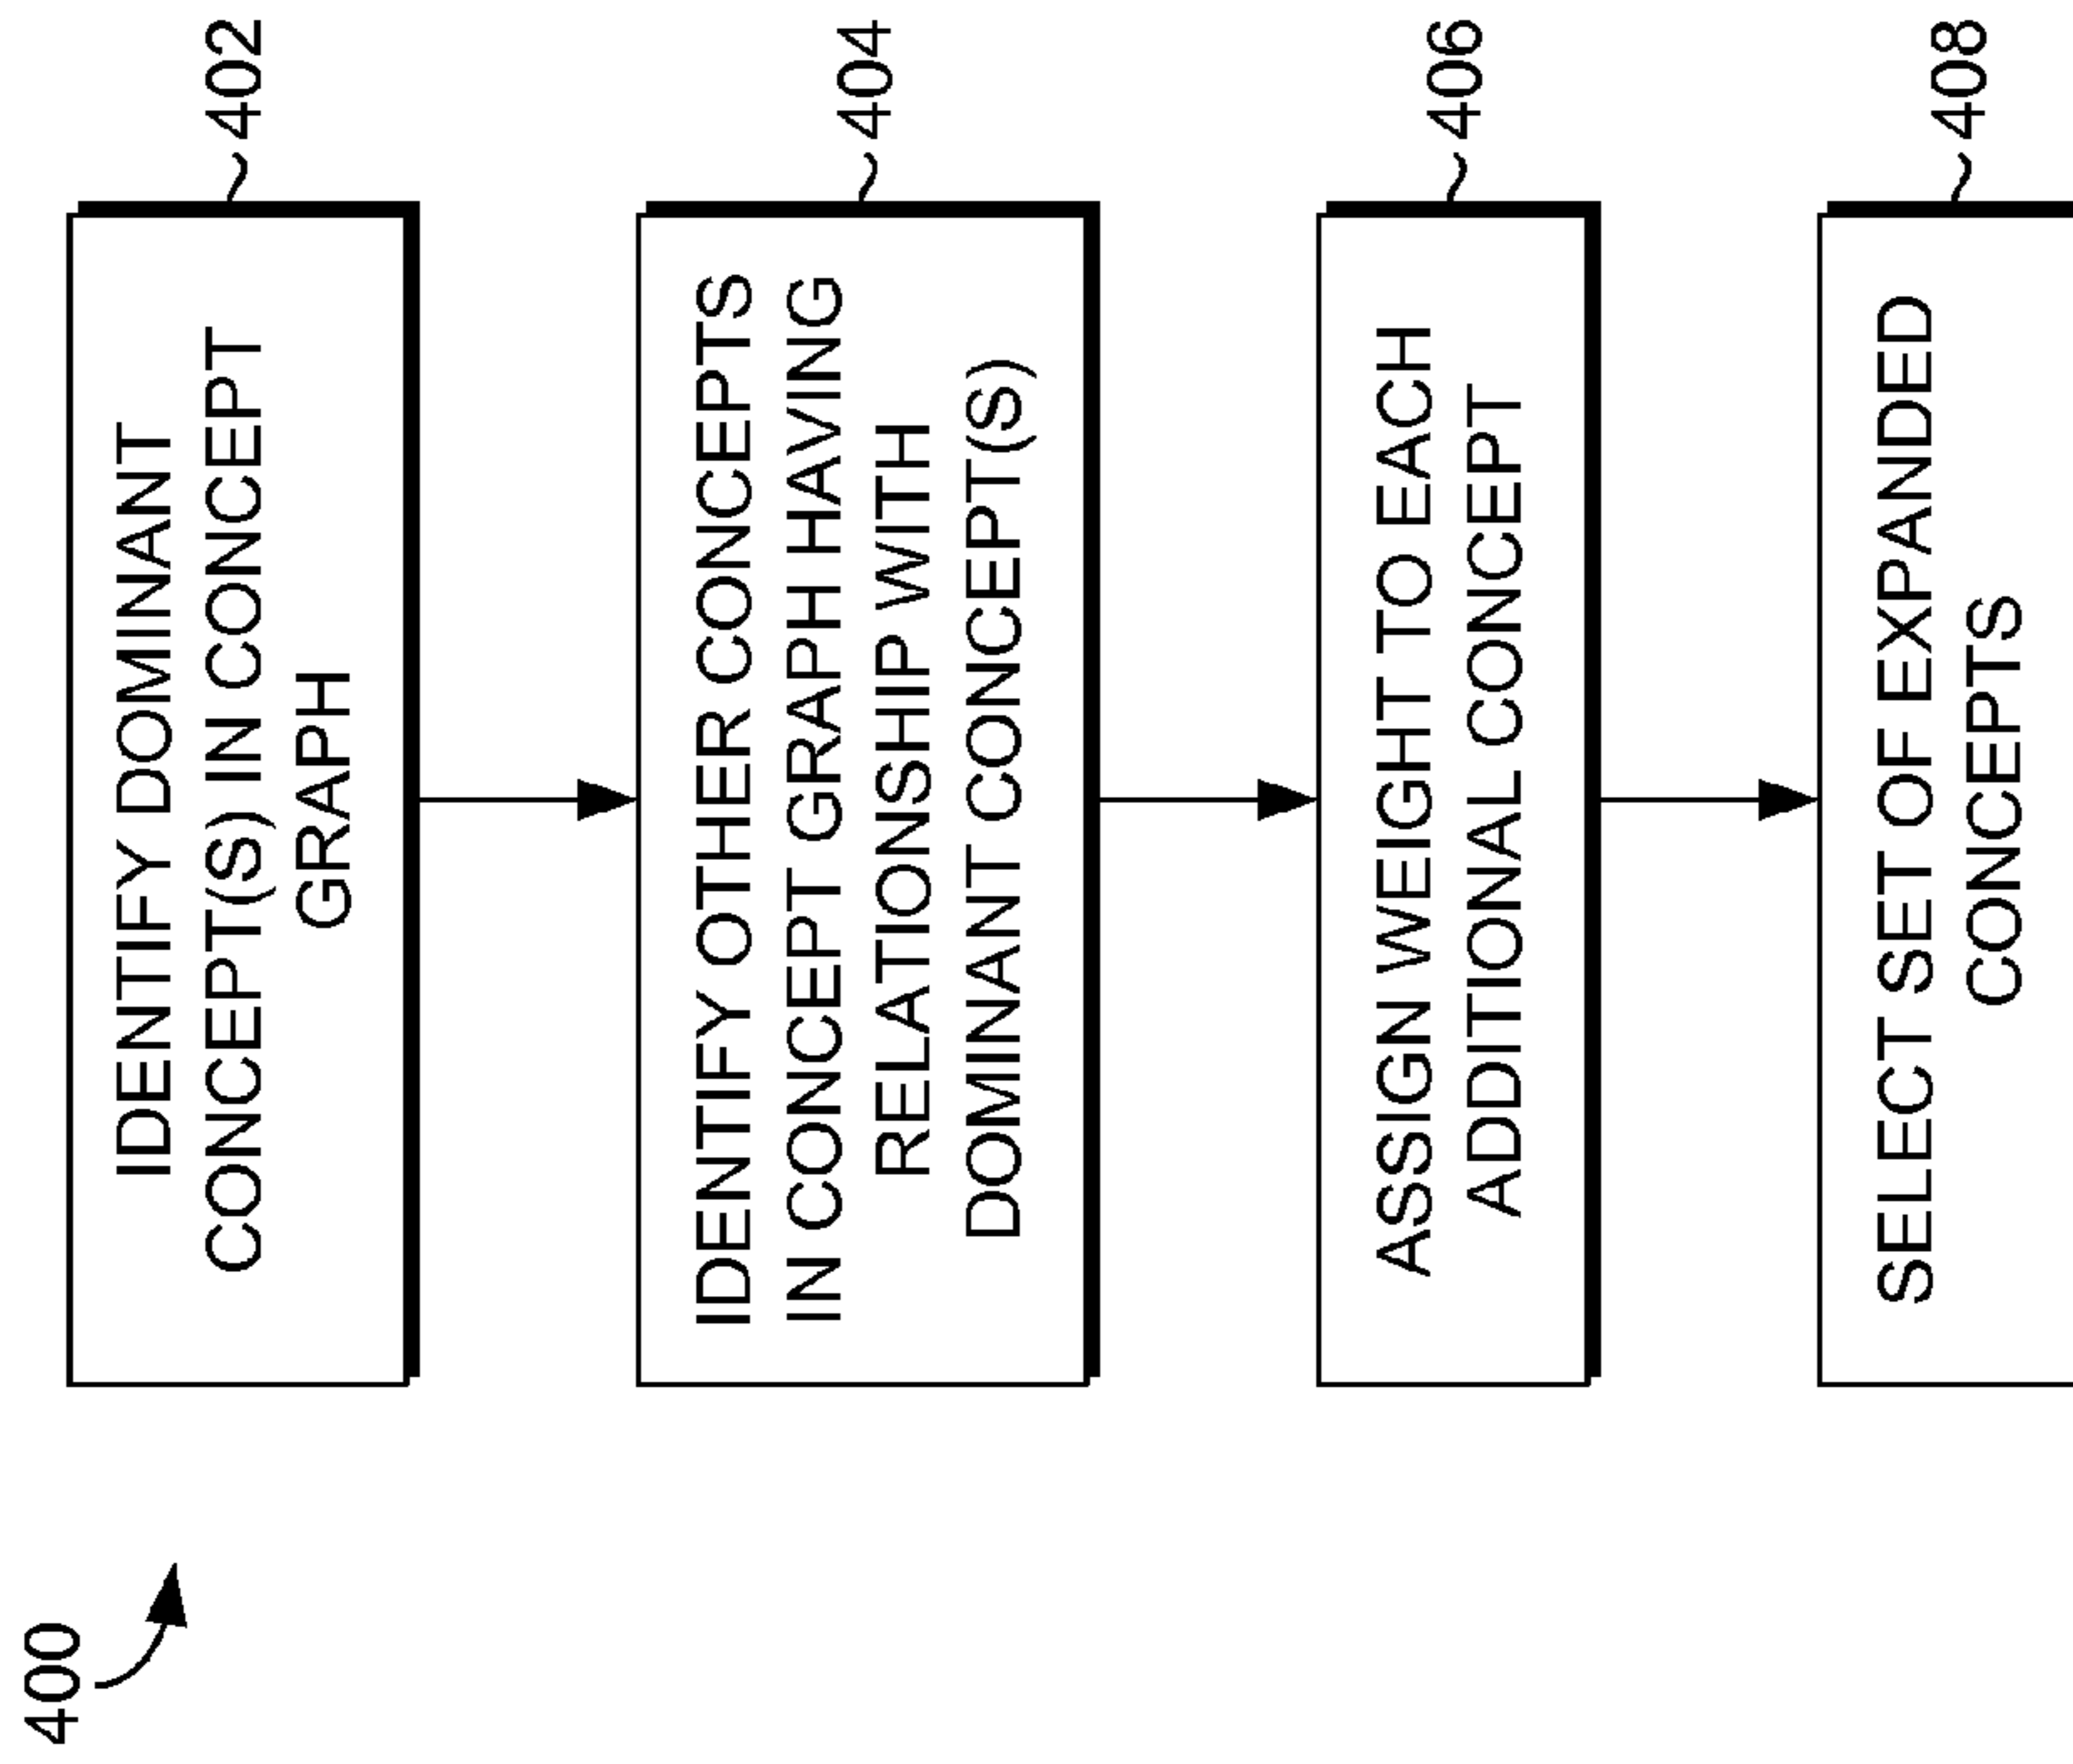 400
IDENTIFY DOMINANT
CONCEPT(S) IN CONCEPT
GRAPH
402
IDENTIFY OTHER CONCEPTS
IN CONCEPT GRAPH HAVING
RELATIONSHIP WITH
DOMINANT CONCEPT(S)
404
ASSIGN WEIGHT TO EACH
ADDITIONAL CONCEPT
406
SELECT SET OF EXPANDED
CONCEPTS
408